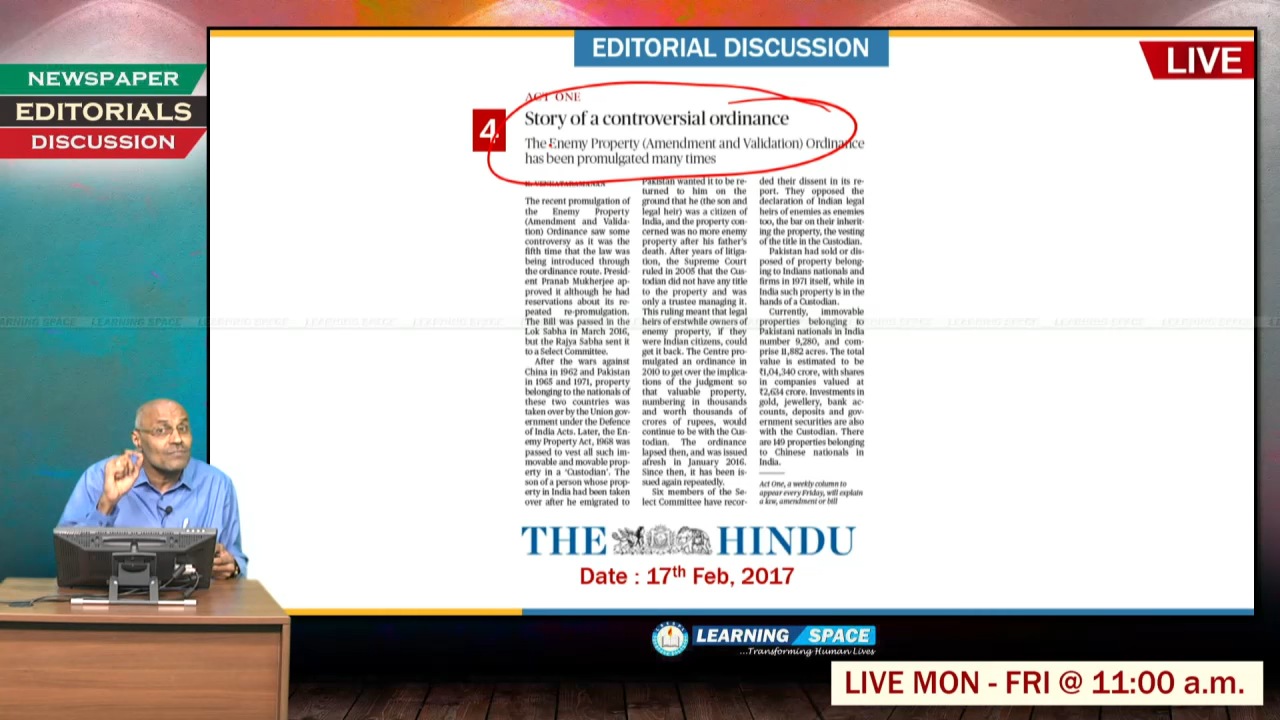 EDITORIAL DISCUSSION
LIVE
NEWSPAPER
EDITORIALS
DISCUSSION
4
ACT ONE
Story of a controversial ordinance
The Enemy Property (Amendment and Validation) Ordinance
has been promulgated many times
K. VENKATARAMANAN
The recent promulgation of
the Enemy Property
(Amendment and Valida-
tion) Ordinance saw some
controversy as it was the
fifth time that the law was
being introduced through
the ordinance route. Presid-
ent Pranab Mukherjee ap-
proved it although he had
reservations about its re-
peated re-promulgation.
The Bill was passed in the
Lok Sabha in March 2016,
but the Rajya Sabha sent it
to a Select Committee.
After the wars against
China in 1962 and Pakistan
in 1965 and 1971, property
belonging to the nationals of
these two countries was
taken over by the Union gov-
ernment under the Defence
of India Acts. Later, the En-
emy Property Act, 1968 was
passed to vest all such im-
movable and movable prop-
erty in a ‘Custodian’. The
son of a person whose prop-
erty in India had been taken
over after he emigrated to
Pakistan wanted it to be re-
turned to him on the
ground that he (the son and
legal heir) was a citizen of
India, and the property con-
cerned was no more enemy
property after his father's
death. After years of litiga-
tion, the Supreme Court
ruled in 2005 that the Cus-
todian did not have any title
to the property and was
only a trustee managing it.
This ruling meant that legal
heirs of erstwhile owners of
enemy property, if they
were Indian citizens, could
get it back. The Centre pro-
mulgated an ordinance in
2010 to get over the implica-
tions of the judgment so
that valuable property,
numbering in thousands
and worth thousands of
crores of rupees, would
continue to be with the Cus-
todian. The ordinance
lapsed then, and was issued
afresh in January 2016.
Since then, it has been is-
sued again repeatedly.
Six members of the Se-
lect Committee have recor-
ded their dissent in its re-
port. They opposed the
declaration of Indian legal
heirs of enemies as enemies
too, the bar on their inherit-
ing the property, the vesting
of the title in the Custodian.
Pakistan had sold or dis-
posed of property belong-
ing to Indians nationals and
firms in 1971 itself, while in
India such property is in the
hands of a Custodian.
Currently, immovable
properties belonging to
Pakistani nationals in India
number 9,280, and com-
prise 11,882 acres. The total
value is estimated to be
₹1,04,340 crore, with shares
in companies valued at
₹2,634 crore. Investments in
gold, jewellery, bank ac-
counts, deposits and gov-
ernment securities are also
with the Custodian. There
are 149 properties belonging
to Chinese nationals in
India.
Act One, a weekly column to
appear every Friday, will explain
a law, amendment or bill
THE HINDU
Date : 17th Feb, 2017
LEARNING SPACE
...Transforming Human Lives
LIVE MON - FRI @ 11:00 a.m.